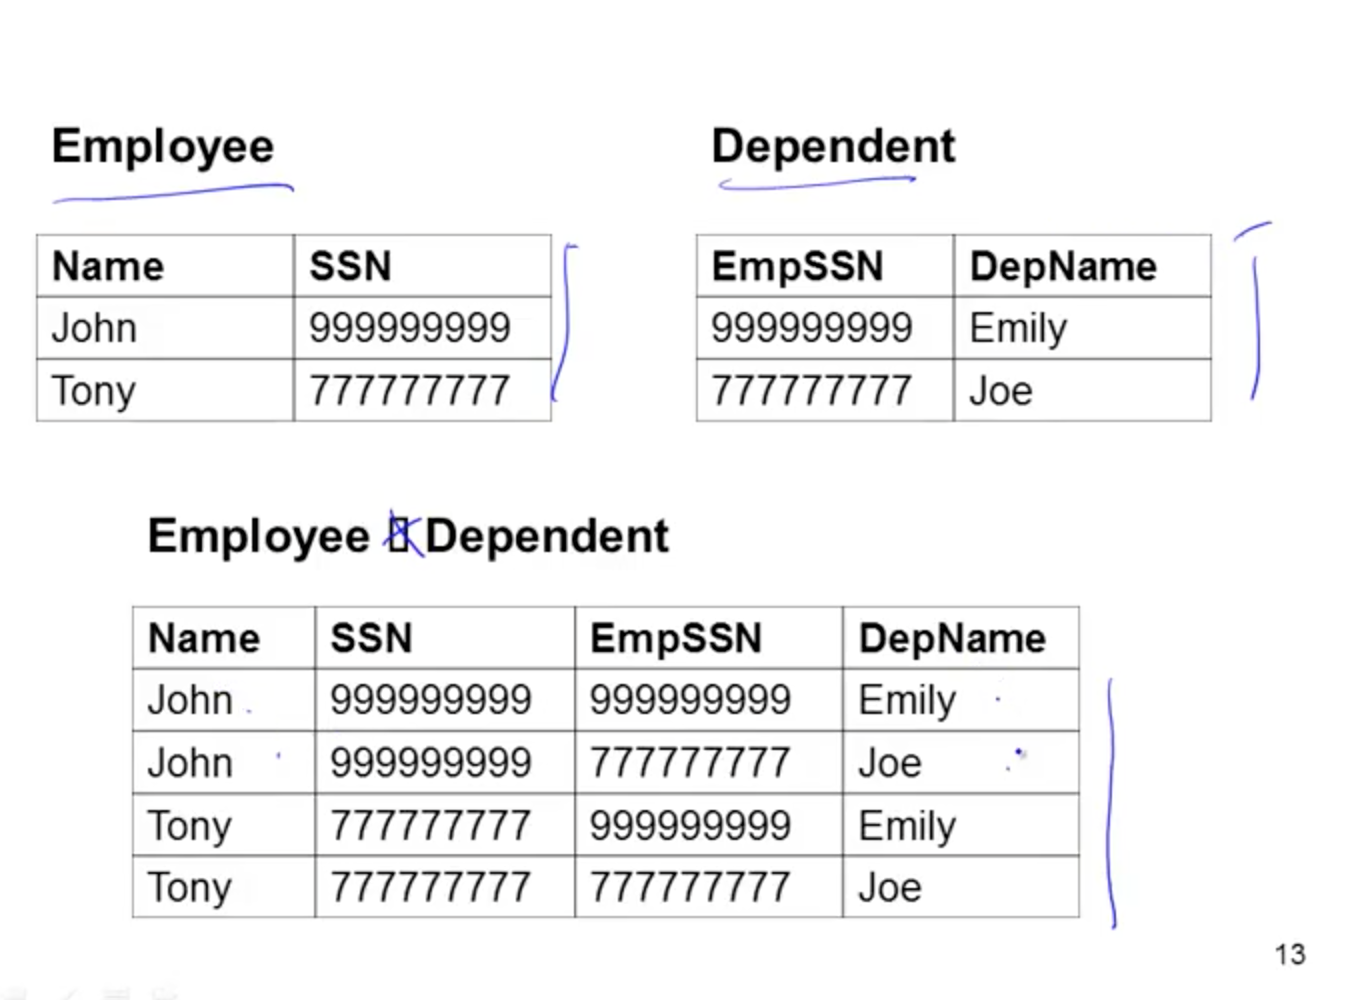 Employee Dependent
Name SSN EmpSSN DepName
John 999999999 999999999 Emily
Tony 777777777 777777777 Joe
Employee × Dependent
Name SSN EmpSSN DepName
John 999999999 999999999 Emily
John 999999999 777777777 Joe
Tony 777777777 999999999 Emily
Tony 777777777 777777777 Joe
13